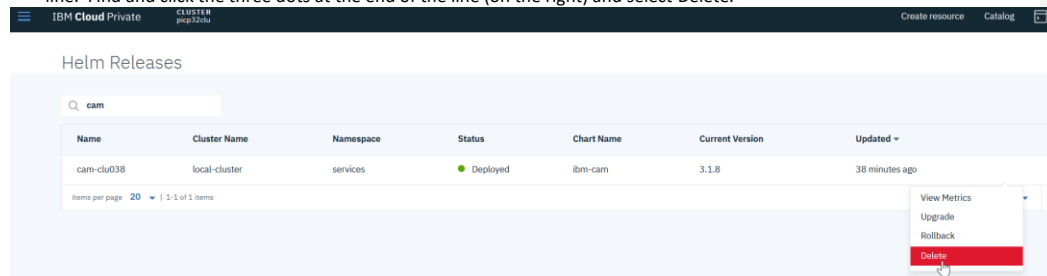 line. Find and click the three dots at the end of the line (on the right) and select Delete.
IBM Cloud Private CLUSTER picp32clu Create resource Catalog
Helm Releases
cam
Name Cluster Name Namespace Status Chart Name Current Version Updated
cam-clu038 local-cluster services Deployed ibm-cam 3.1.8 38 minutes ago
items per page 20 | 1-1 of 1 items
View Metrics
Upgrade
Rollback
Delete